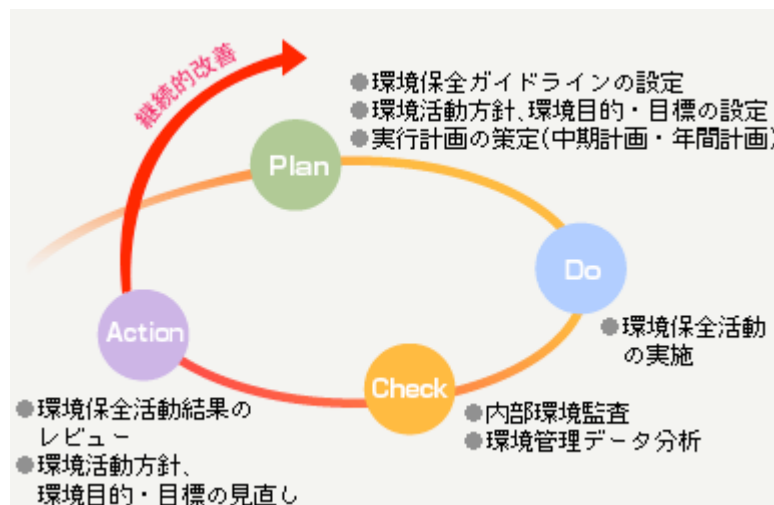 継続的改善
●環境保全ガイドラインの設定
●環境活動方針、環境目的・目標の設定
●実行計画の策定(中期計画・年間計画)
Plan
Do
●環境保全活動
の実施
Check
●内部環境監査
●環境管理データ分析
Action
●環境保全活動結果の
レビュー
●環境活動方針、
環境目的・目標の見直し